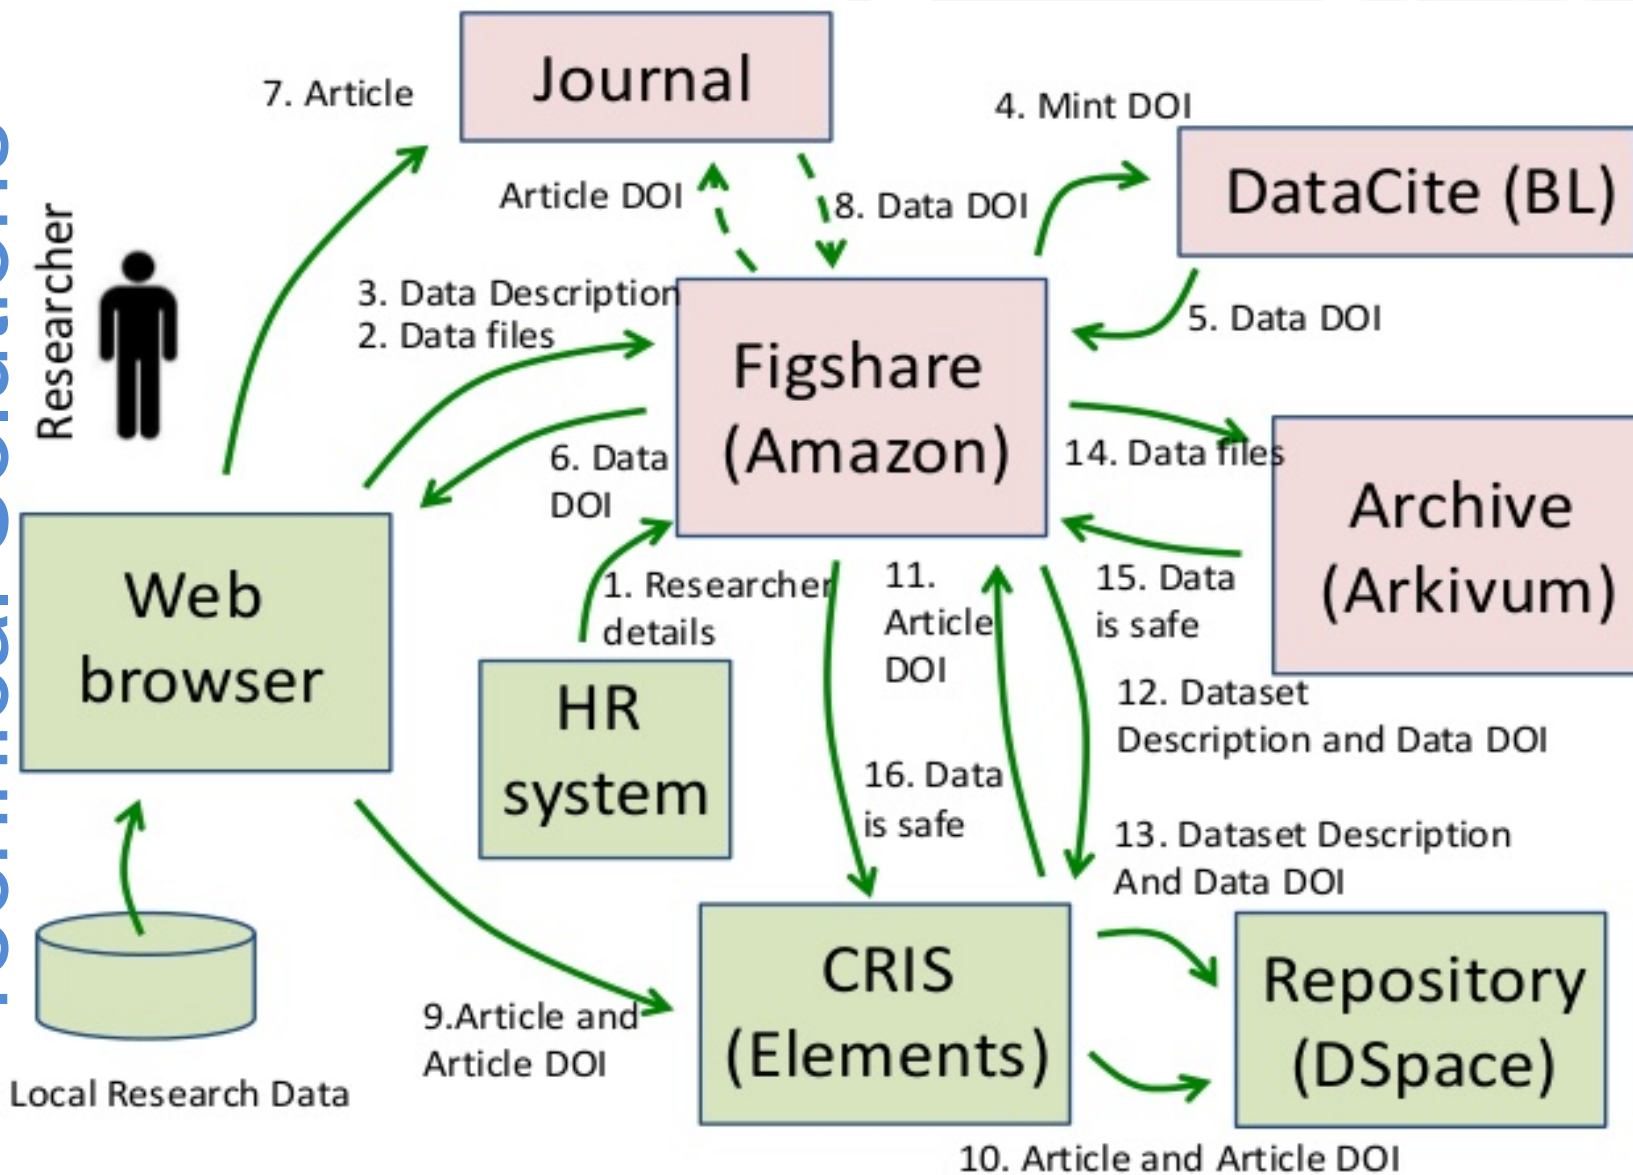 Journal
7. Article
4. Mint DOI
DataCite (BL)
Article DOI
8. Data DOI
Researcher
3. Data Description
2. Data files
5. Data DOI
Figshare
(Amazon)
6. Data
DOI
14. Data files
Archive
(Arkivum)
Web
browser
1. Researcher
details
11.
Article
DOI
15. Data
is safe
HR
system
12. Dataset
Description and Data DOI
16. Data
is safe
13. Dataset Description
And Data DOI
CRIS
(Elements)
Repository
(DSpace)
9.Article and
Article DOI
Local Research Data
10. Article and Article DOI